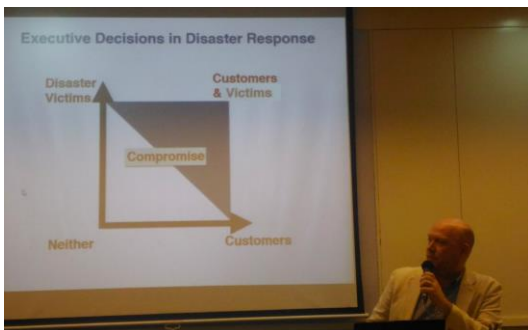 Executive Decisions in Disaster Response
Disaster
Victims
Customers
& Victims
Compromise
Neither
Customers